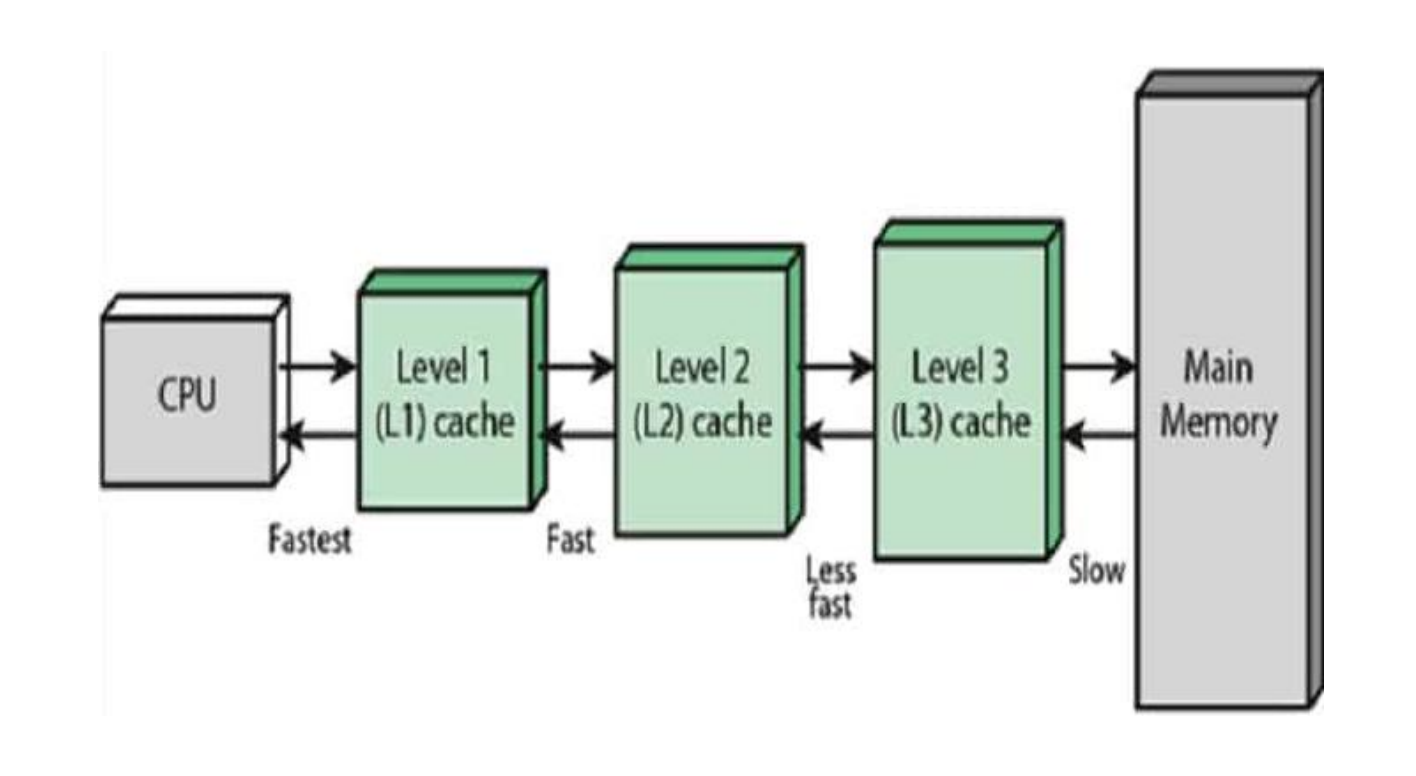 CPU
Level 1
(L1) cache
Level 2
(L2) cache
Level 3
(L3) cache
Main
Memory
Fastest
Fast
Less
fast
Slow